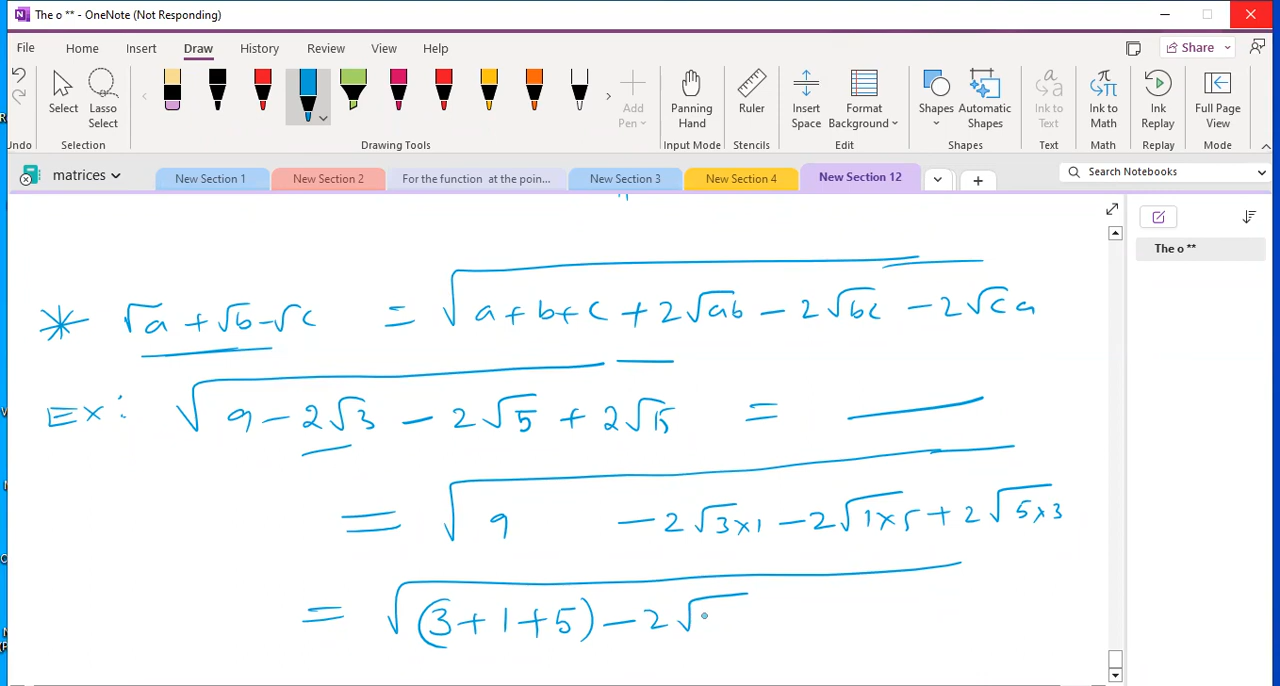 The o ** - OneNote (Not Responding)
File Home Insert Draw History Review View Help Share
Undo Select Lasso Select Add Pen Panning Hand Ruler Insert Space Format Background Shapes Automatic Shapes Ink to Text Ink to Math Ink Replay Full Page View
Selection Drawing Tools Input Mode Stencils Edit Shapes Text Math Replay Mode
matrices New Section 1 New Section 2 For the function at the poin... New Section 3 New Section 4 New Section 12 + Search Notebooks
The o **
* √a + √b - √c = √(a + b + c + 2√ab - 2√bc - 2√ca)
Ex: √(9 - 2√3 - 2√5 + 2√15) = ___
= √(9 - 2√3×1 - 2√1×5 + 2√5×3)
= √((3 + 1 + 5) - 2√